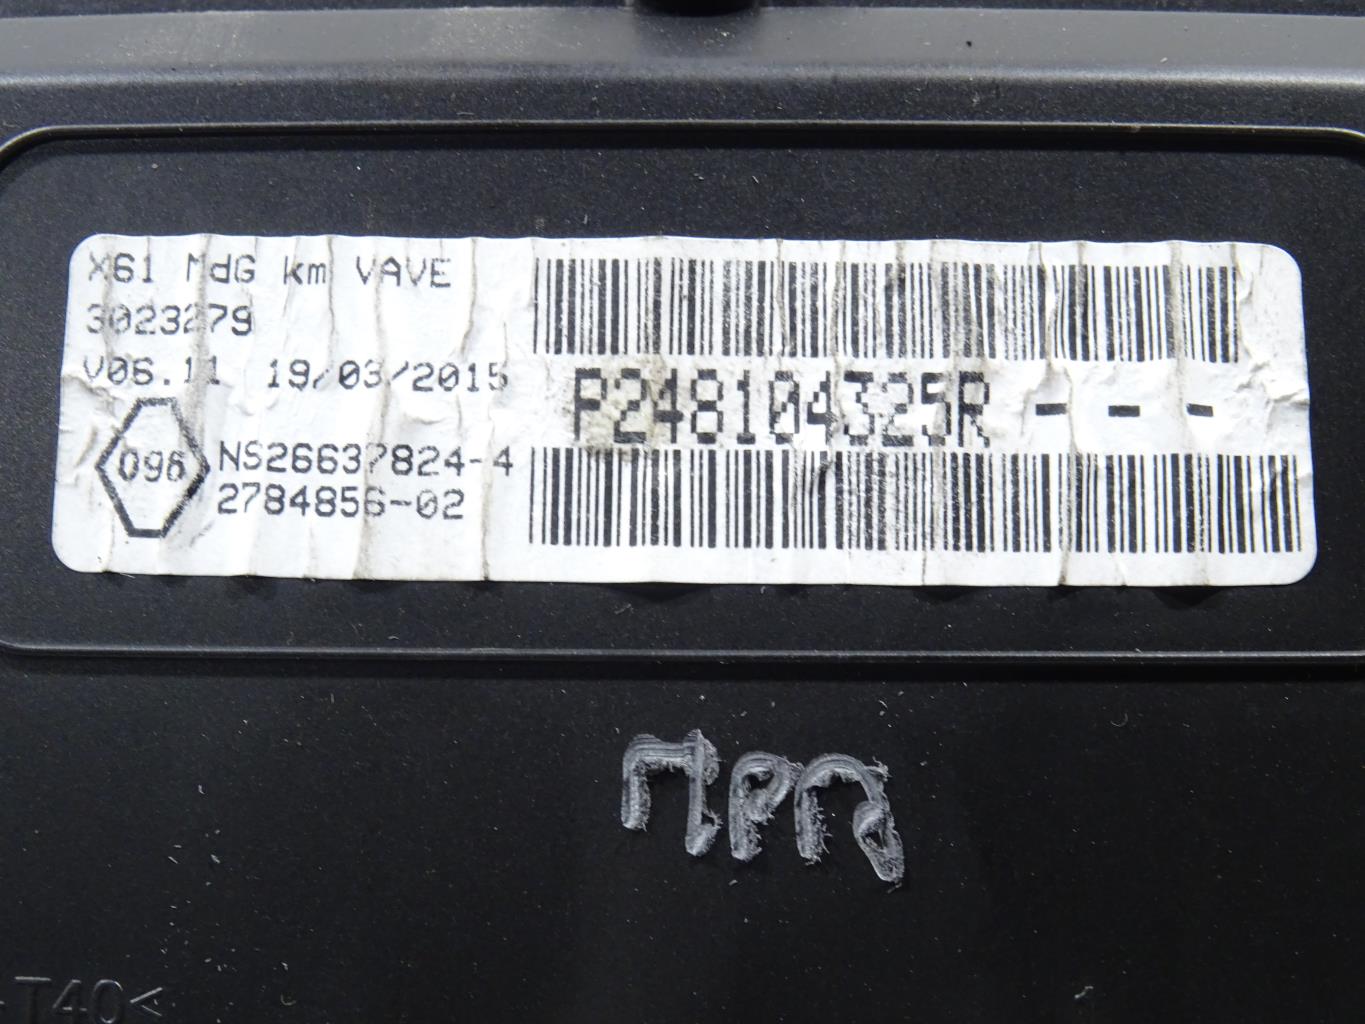 X61 MdG km VAVE
3023279
V06.11 19/03/2015
P248104325R - - -
096
NS26637824-4
2784856-02
T40<